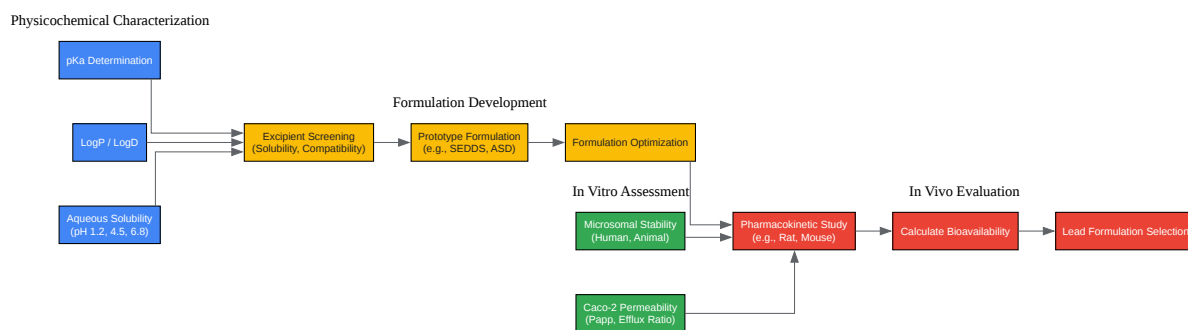 Physicochemical Characterization
pKa Determination
LogP / LogD
Aqueous Solubility
(pH 1.2, 4.5, 6.8)
Formulation Development
Excipient Screening
(Solubility, Compatibility)
Prototype Formulation
(e.g., SEDDS, ASD)
Formulation Optimization
In Vitro Assessment
Microsomal Stability
(Human, Animal)
Caco-2 Permeability
(Papp, Efflux Ratio)
In Vivo Evaluation
Pharmacokinetic Study
(e.g., Rat, Mouse)
Calculate Bioavailability
Lead Formulation Selection